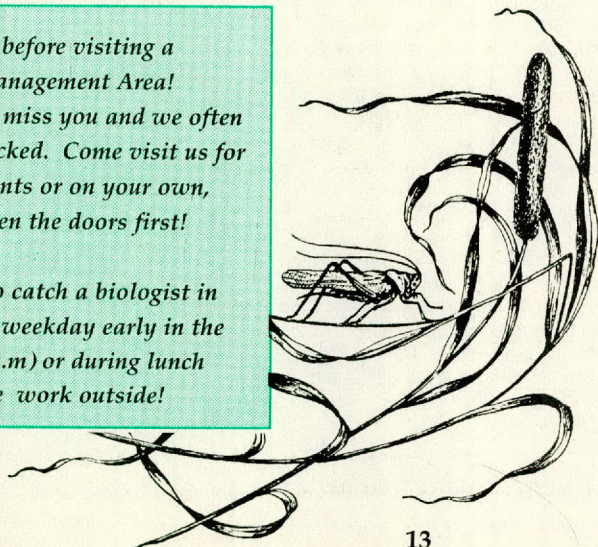 before visiting a
anagement Area!
miss you and we often
cked. Come visit us for
nts or on your own,
en the doors first!
o catch a biologist in
weekday early in the
.m) or during lunch
e work outside!
13